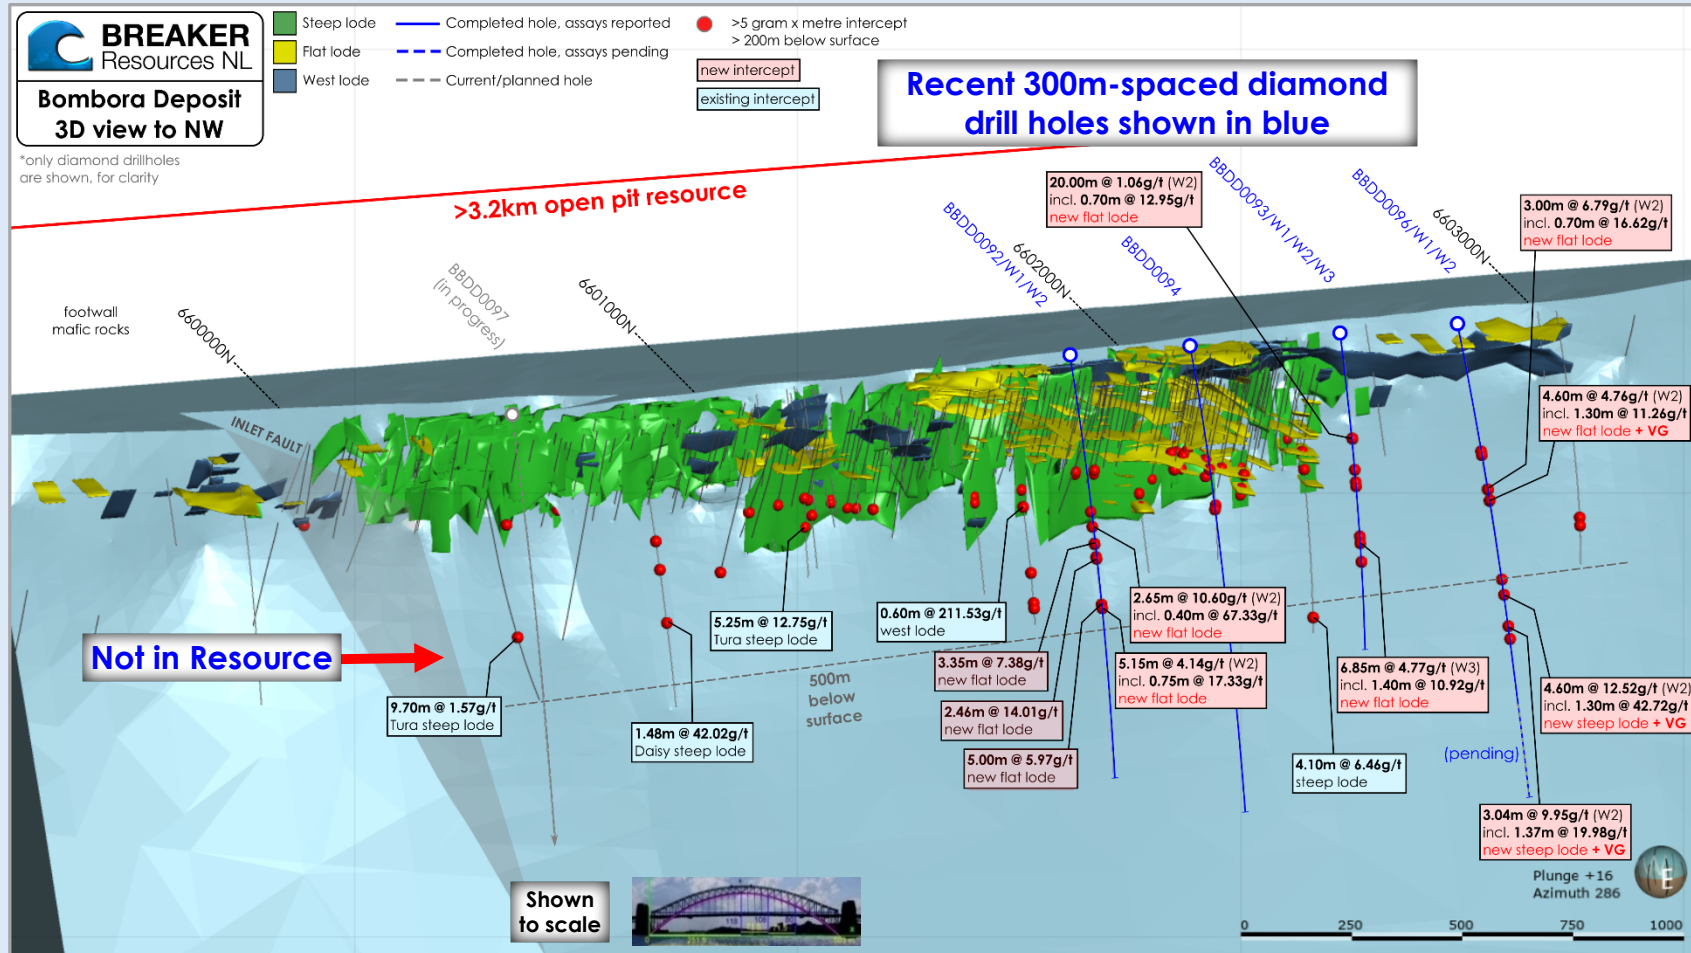 BREAKER
Resources NL
Bombora Deposit
3D view to NW
*only diamond drillholes
are shown, for clarity
Steep lode
Flat lode
West lode
Completed hole, assays reported
Completed hole, assays pending
Current/planned hole
>5 gram x metre intercept
> 200m below surface
new intercept
existing intercept
Recent 300m-spaced diamond
drill holes shown in blue
>3.2km open pit resource
footwall
mafic rocks
6600000N
BBDD0097
(in progress)
6601000N
BBDD0092/W1/W2
6602000N
BBDD0094
BBDD0093/W1/W2/W3
BBDD0096/W1/W2
6603000N
20.00m @ 1.06g/t (W2)
incl. 0.70m @ 12.95g/t
new flat lode
3.00m @ 6.79g/t (W2)
incl. 0.70m @ 16.62g/t
new flat lode
4.60m @ 4.76g/t (W2)
incl. 1.30m @ 11.26g/t
new flat lode + VG
INLET FAULT
Not in Resource
9.70m @ 1.57g/t
Tura steep lode
1.48m @ 42.02g/t
Daisy steep lode
5.25m @ 12.75g/t
Tura steep lode
500m
below
surface
0.60m @ 211.53g/t
west lode
3.35m @ 7.38g/t
new flat lode
2.46m @ 14.01g/t
new flat lode
5.00m @ 5.97g/t
new flat lode
2.65m @ 10.60g/t (W2)
incl. 0.40m @ 67.33g/t
new flat lode
5.15m @ 4.14g/t (W2)
incl. 0.75m @ 17.33g/t
new flat lode
6.85m @ 4.77g/t (W3)
incl. 1.40m @ 10.92g/t
new flat lode
4.10m @ 6.46g/t
steep lode
4.60m @ 12.52g/t (W2)
incl. 1.30m @ 42.72g/t
new steep lode + VG
(pending)
3.04m @ 9.95g/t (W2)
incl. 1.37m @ 19.98g/t
new steep lode + VG
Shown
to scale
Plunge +16
Azimuth 286
E
0 250 500 750 1000